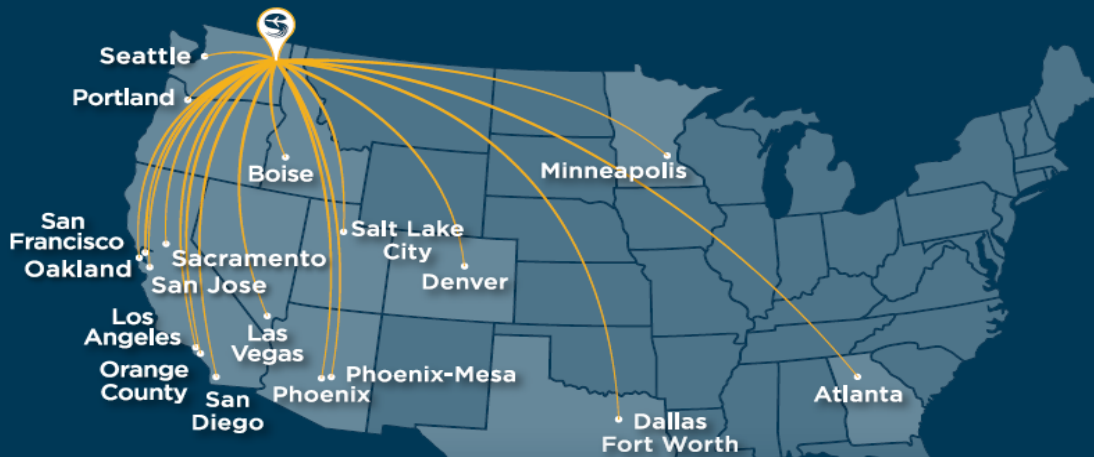 Seattle
Portland
Boise
Minneapolis
San
Francisco
Oakland
Sacramento
San Jose
Salt Lake
City
Denver
Los
Angeles
Orange
County
San
Diego
Las
Vegas
Phoenix
Phoenix-Mesa
Dallas
Fort Worth
Atlanta